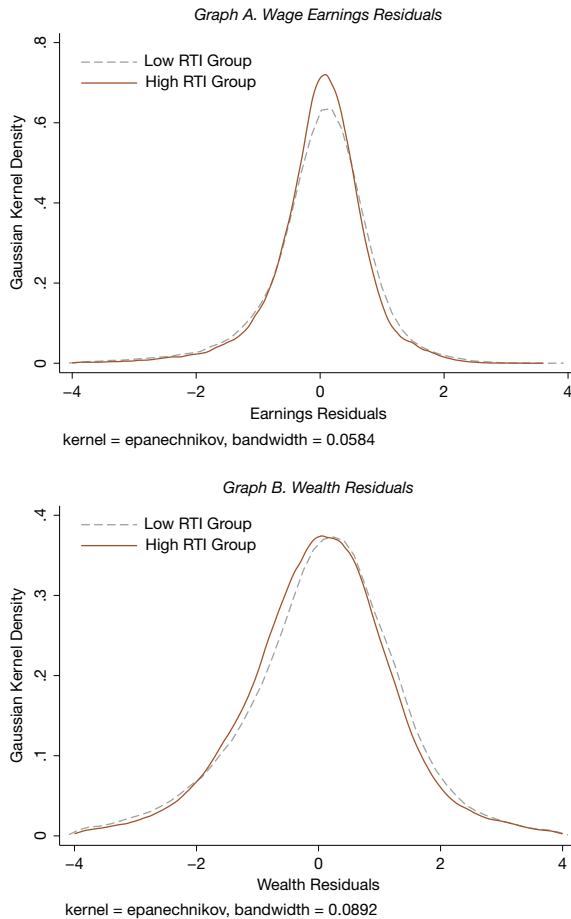 Graph A. Wage Earnings Residuals
Low RTI Group
High RTI Group
Gaussian Kernel Density
.8
.6
.4
.2
0
−4
−2
0
2
4
Earnings Residuals
kernel = epanechnikov, bandwidth = 0.0584
Graph B. Wealth Residuals
Low RTI Group
High RTI Group
Gaussian Kernel Density
.4
.3
.2
.1
0
−4
−2
0
2
4
Wealth Residuals
kernel = epanechnikov, bandwidth = 0.0892